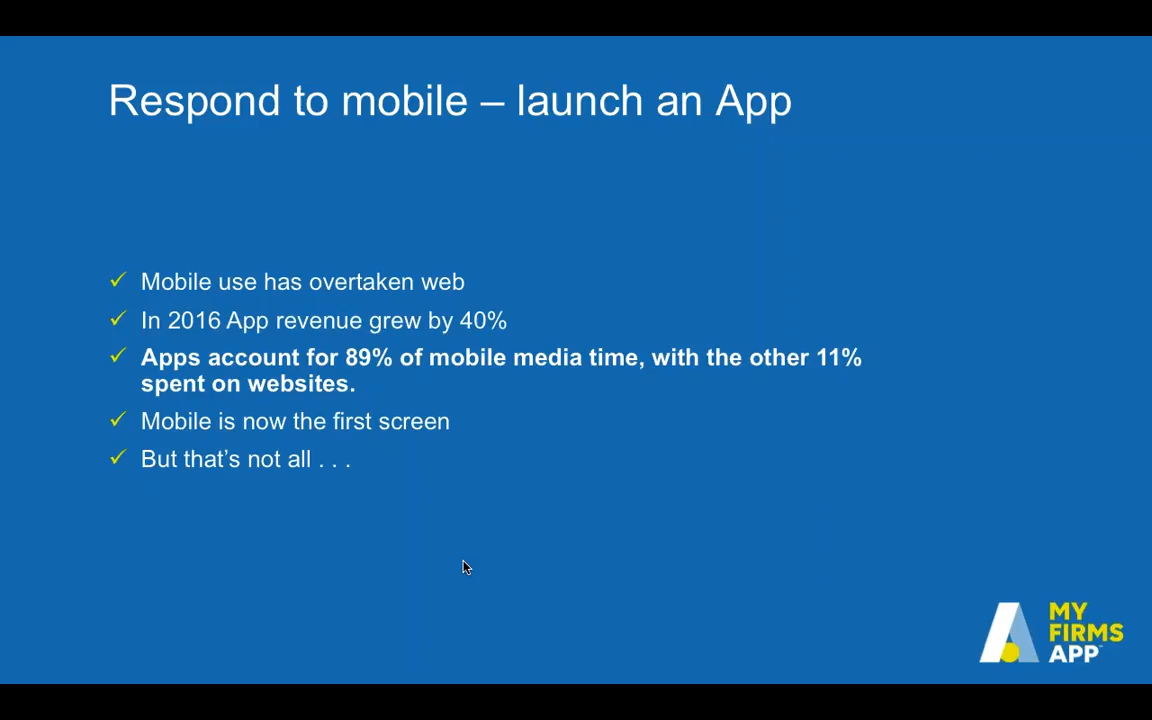 Respond to mobile – launch an App
✓ Mobile use has overtaken web
✓ In 2016 App revenue grew by 40%
✓ Apps account for 89% of mobile media time, with the other 11%
spent on websites.
✓ Mobile is now the first screen
✓ But that’s not all . . .
MY
FIRMS
APP